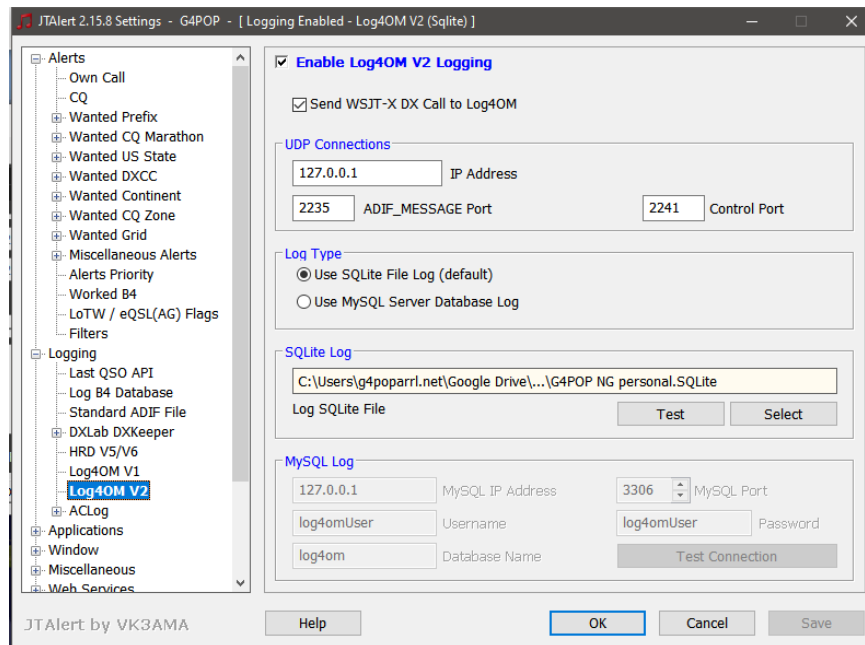 JTAlert 2.15.8 Settings - G4POP - [ Logging Enabled - Log4OM V2 (Sqlite) ]
Alerts
Own Call
CQ
Wanted Prefix
Wanted CQ Marathon
Wanted US State
Wanted DXCC
Wanted Continent
Wanted CQ Zone
Wanted Grid
Miscellaneous Alerts
Alerts Priority
Worked B4
LoTW / eQSL(AG) Flags
Filters
Logging
Last QSO API
Log B4 Database
Standard ADIF File
DXLab DXKeeper
HRD V5/V6
Log4OM V1
Log4OM V2
ACLog
Applications
Window
Miscellaneous
Web Services
Enable Log4OM V2 Logging
Send WSJT-X DX Call to Log4OM
UDP Connections
127.0.0.1 IP Address
2235 ADIF_MESSAGE Port 2241 Control Port
Log Type
Use SQLite File Log (default)
Use MySQL Server Database Log
SQLite Log
C:\Users\g4poparrl.net\Google Drive\...\G4POP NG personal.SQLite
Log SQLite File Test Select
MySQL Log
127.0.0.1 MySQL IP Address 3306 MySQL Port
log4omUser Username log4omUser Password
log4om Database Name Test Connection
JTAlert by VK3AMA Help OK Cancel Save